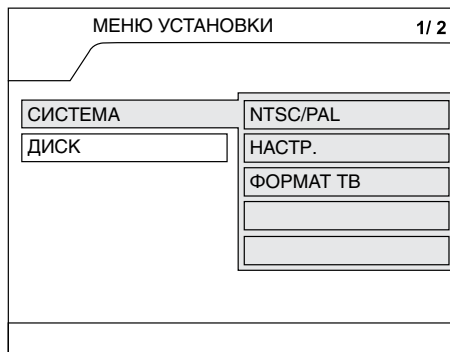 МЕНЮ УСТАНОВКИ 1/ 2
СИСТЕМА NTSC/PAL
ДИСК НАСТР.
ФОРМАТ ТВ